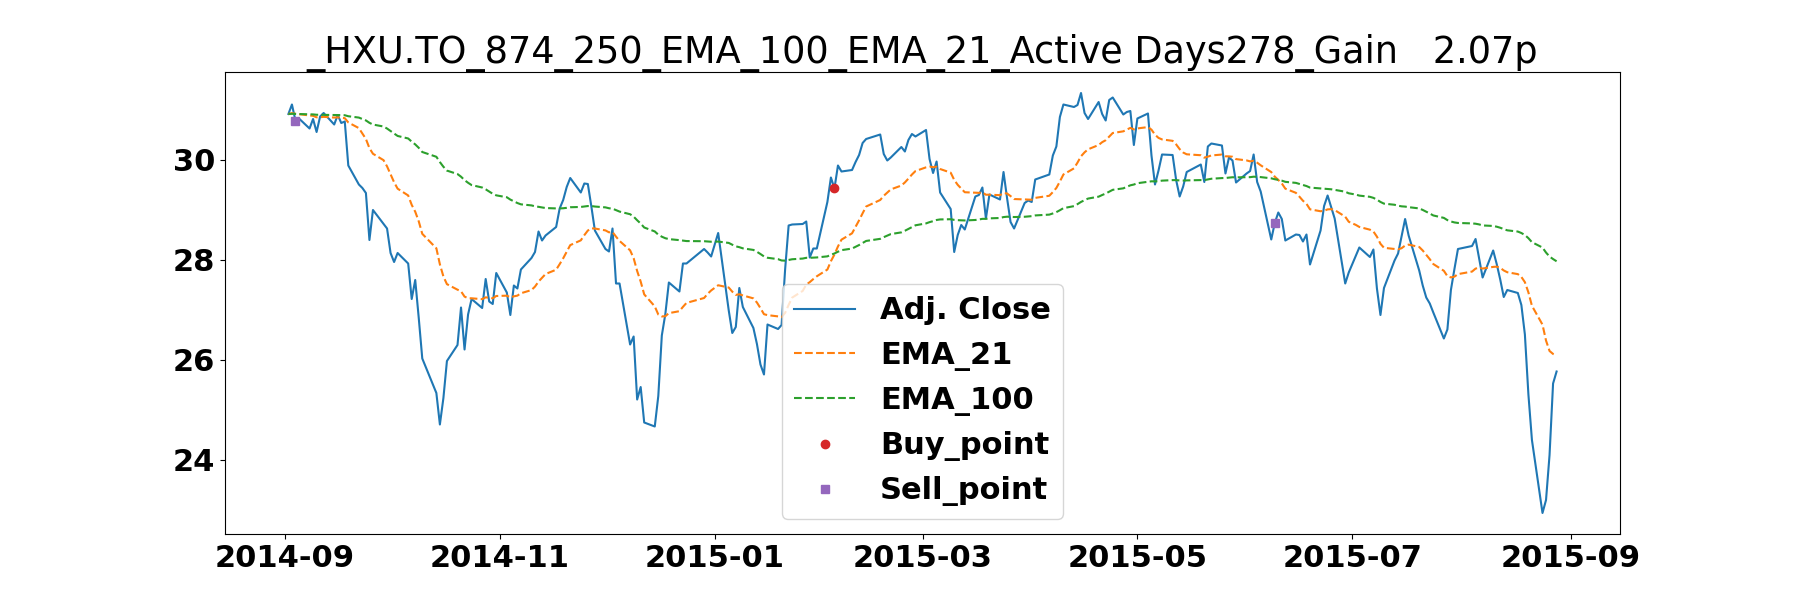 _HXU.TO_874_250_EMA_100_EMA_21_Active Days278_Gain   2.07p
30
28
26
24
Adj. Close
EMA_21
EMA_100
Buy_point
Sell_point
2014-09 2014-11 2015-01 2015-03 2015-05 2015-07 2015-09